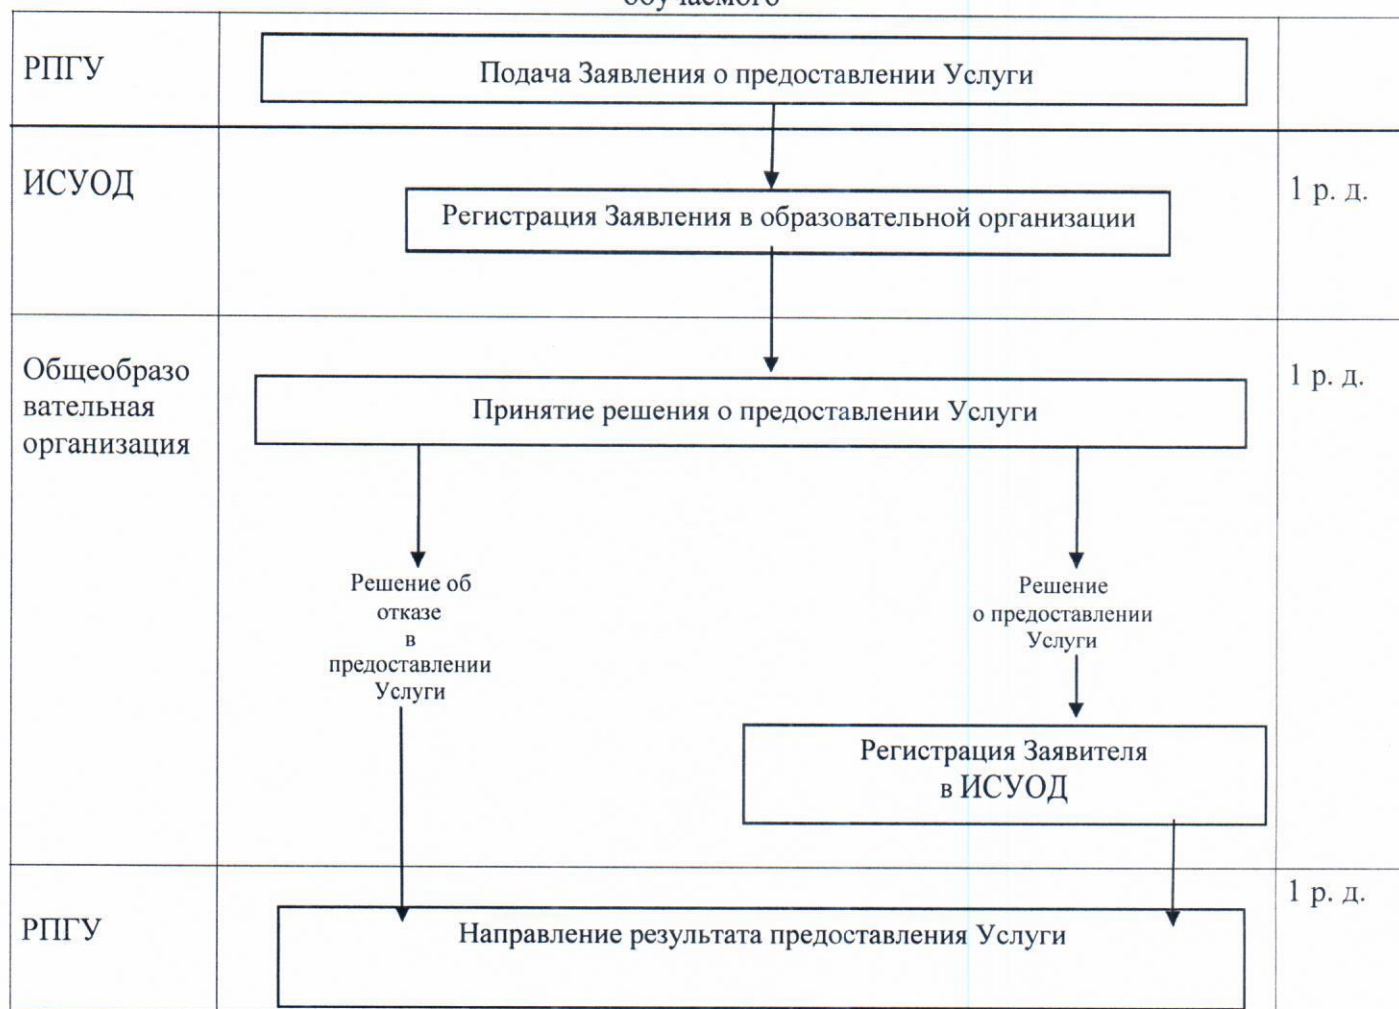 обучаемого
РПГУ
Подача Заявления о предоставлении Услуги
ИСУОД
Регистрация Заявления в образовательной организации
1 р. д.
Общеобразо
вательная
организация
Принятие решения о предоставлении Услуги
1 р. д.
Решение об
отказе
в
предоставлении
Услуги
Решение
о предоставлении
Услуги
Регистрация Заявителя
в ИСУОД
РПГУ
Направление результата предоставления Услуги
1 р. д.